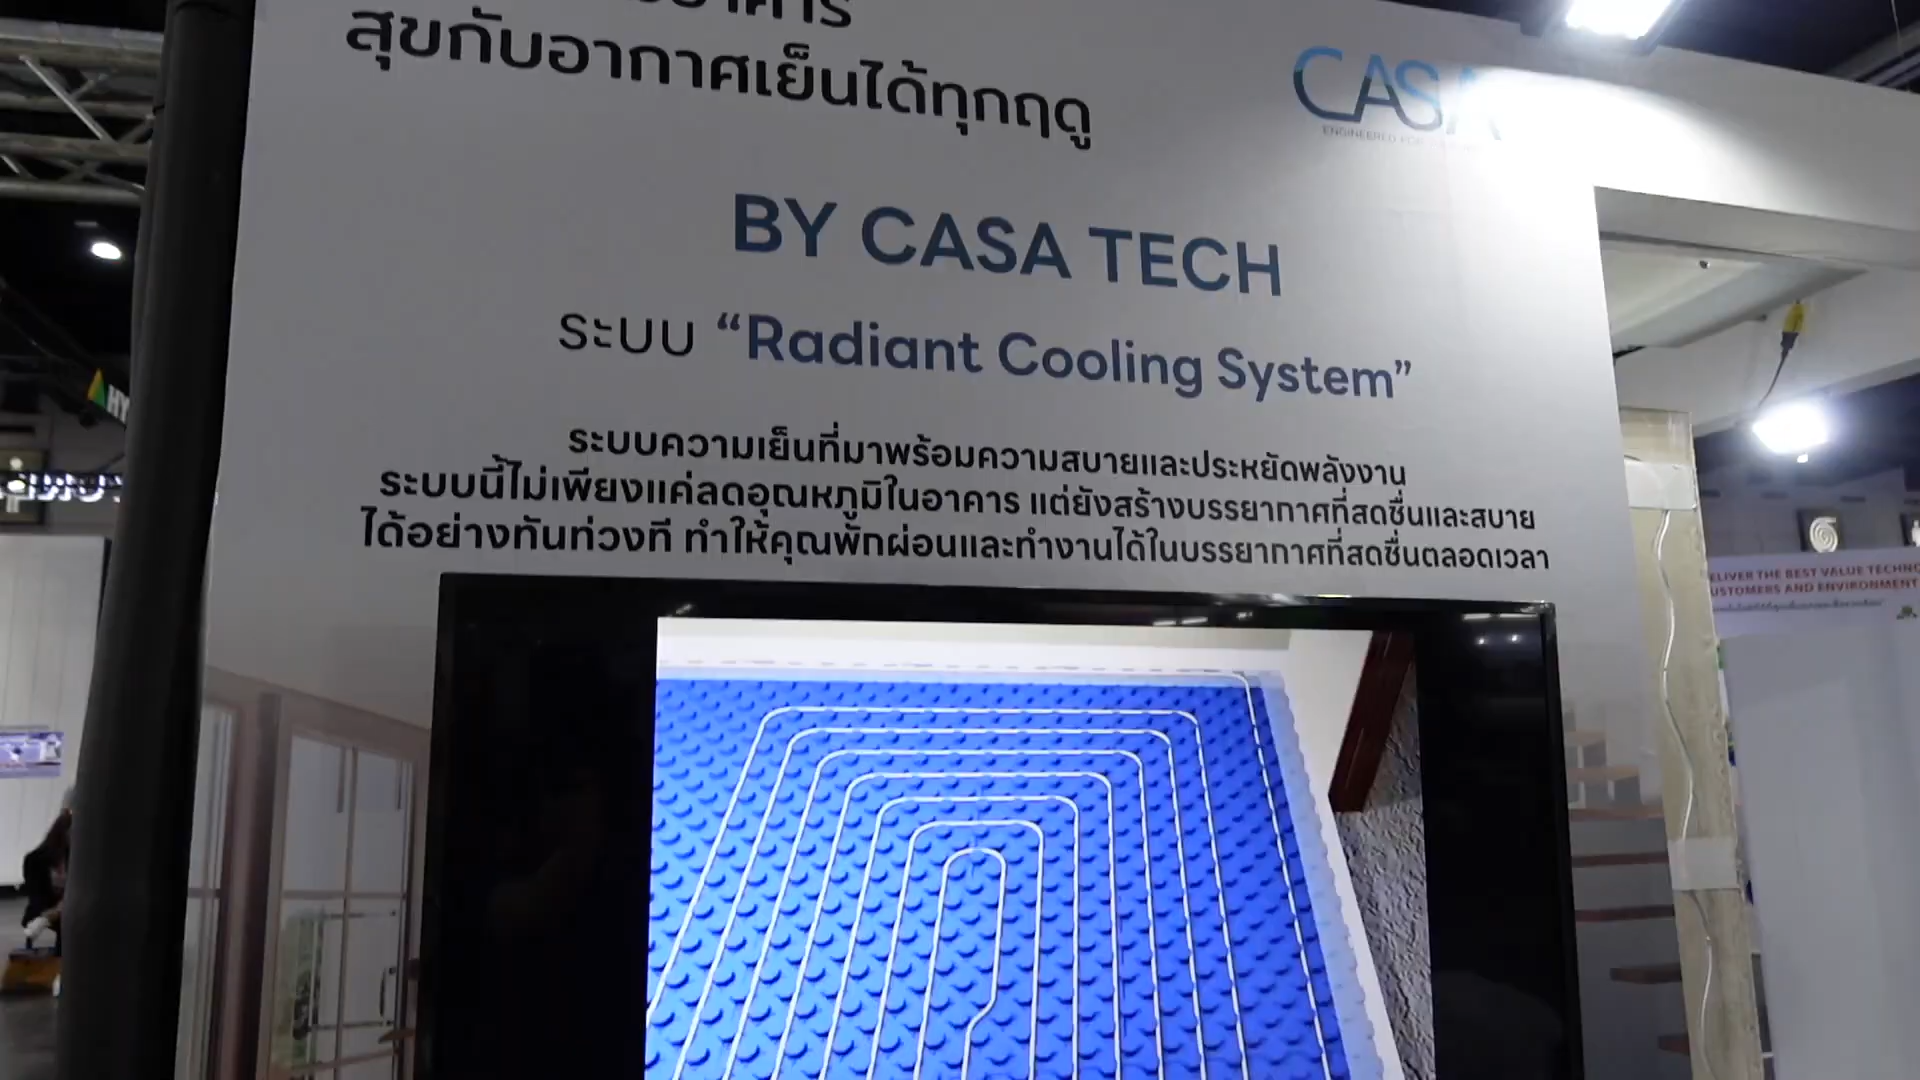 สุขกับอากาศเย็นได้ทุกฤดู
CASA
BY CASA TECH
ระบบ “Radiant Cooling System”
ระบบความเย็นที่มาพร้อมความสบายและประหยัดพลังงาน
ระบบนี้ไม่เพียงแค่ลดอุณหภูมิในอาคาร แต่ยังสร้างบรรยากาศที่สดชื่นและสบาย
ได้อย่างทันท่วงที ทำให้คุณพักผ่อนและทำงานได้ในบรรยากาศที่สดชื่นตลอดเวลา
HY
ELIVER THE BEST VALUE TECHNO
USTOMERS AND ENVIRONMENT